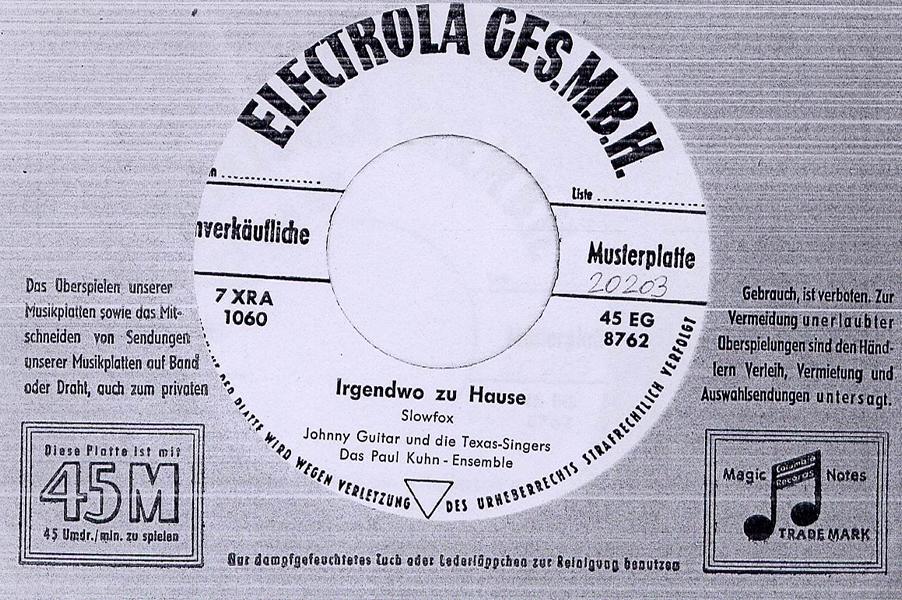 ELECTROLA GES.M.B.H.
Liste
Musterplatte
20203
7 XRA
1060
45 EG
8762
Irgendwo zu Hause
Slowfox
Johnny Guitar und die Texas-Singers
Das Paul Kuhn - Ensemble
PLATTE WIRD WEGEN VERLETZUNG DES URHEBERRECHTS STRAFRECHTLICH VERFOLGT
Das Überspielen unserer
Musikplatten sowie das Mit-
schneiden von Sendungen
unserer Musikplatten auf Band
oder Draht, auch zum privaten
Gebrauch, ist verboten. Zur
Vermeidung unerlaubter
Überspielungen sind den Händ-
lern Verleih, Vermietung und
Auswahlsendungen untersagt.
Diese Platte ist mit
45 M
45 Umdr./min. zu spielen
Magic Notes
Columbia
Records
TRADE MARK
Nur dampfgefeuchtetes Tuch oder Lederläppchen zur Reinigung benutzen